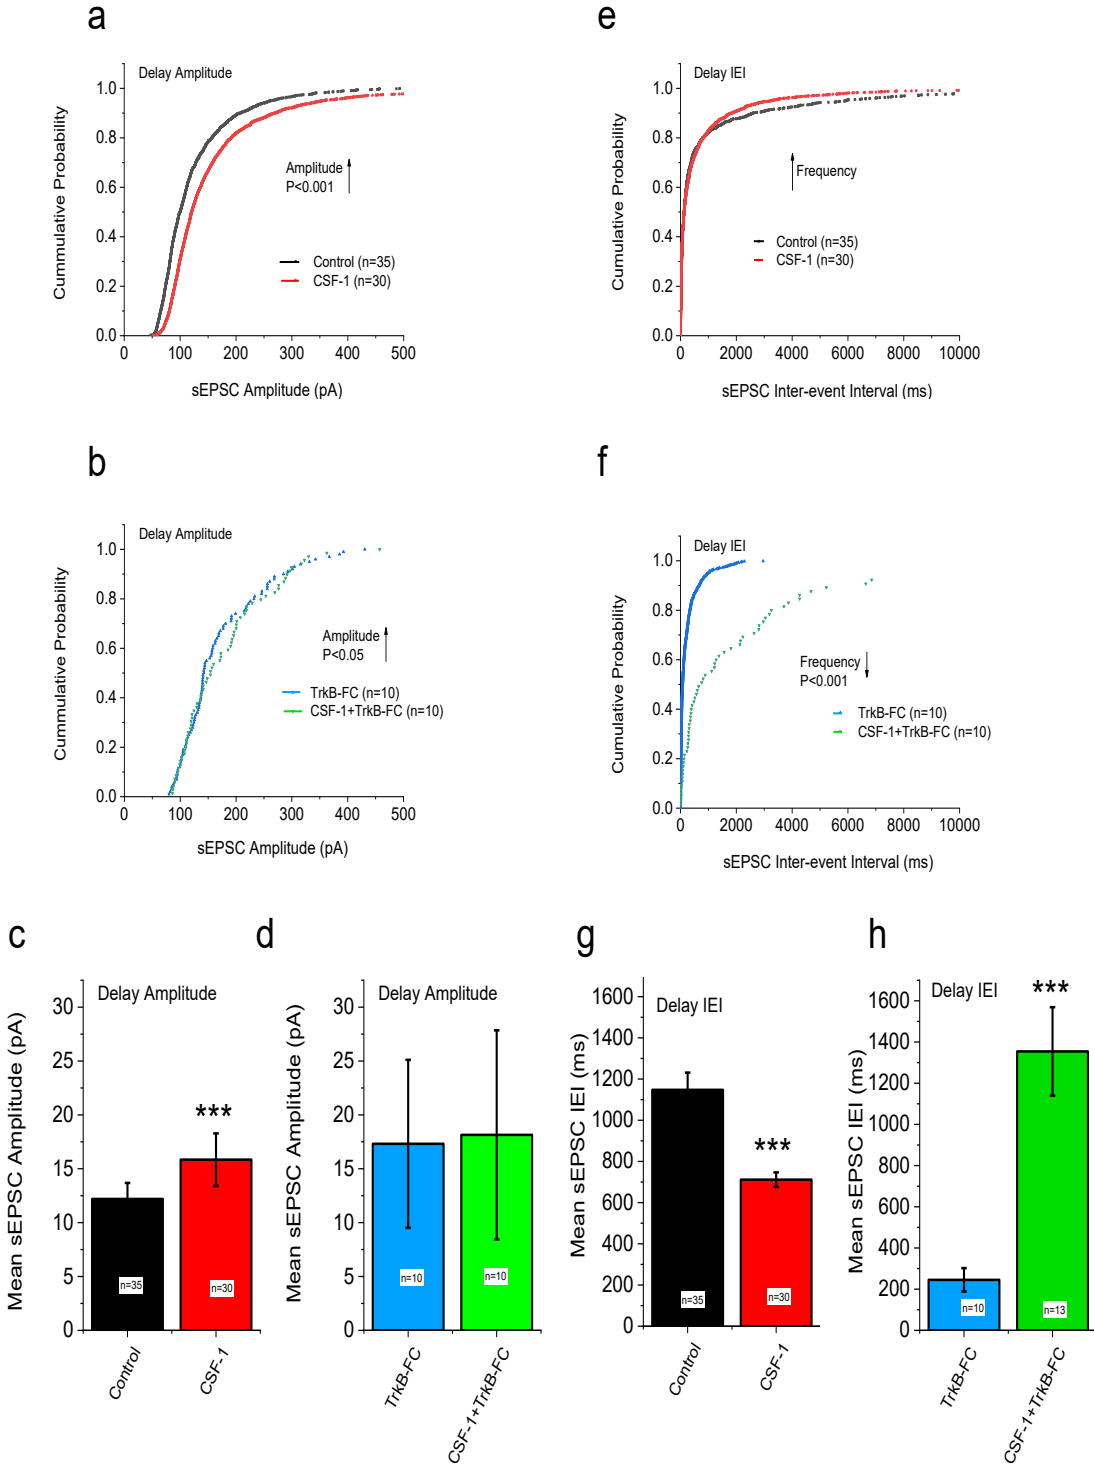 a
Delay Amplitude
1.0
0.8
0.6
0.4
0.2
0.0
Cummulative Probability
Amplitude
P<0.001
Control (n=35)
CSF-1 (n=30)
0 100 200 300 400 500
sEPSC Amplitude (pA)
e
Delay IEI
1.0
0.8
0.6
0.4
0.2
0.0
Cumulative Probability
Frequency
Control (n=35)
CSF-1 (n=30)
0 2000 4000 6000 8000 10000
sEPSC Inter-event Interval (ms)
b
Delay Amplitude
1.0
0.8
0.6
0.4
0.2
0.0
Cummulative Probability
Amplitude
P<0.05
TrkB-FC (n=10)
CSF-1+TrkB-FC (n=10)
0 100 200 300 400 500
sEPSC Amplitude (pA)
f
Delay IEI
1.0
0.8
0.6
0.4
0.2
0.0
Cumulative Probability
Frequency
P<0.001
TrkB-FC (n=10)
CSF-1+TrkB-FC (n=10)
0 2000 4000 6000 8000 10000
sEPSC Inter-event Interval (ms)
c
Delay Amplitude
30
25
20
15
10
5
0
Mean sEPSC Amplitude (pA)
***
n=35
n=30
Control
CSF-1
d
Delay Amplitude
30
25
20
15
10
5
0
Mean sEPSC Amplitude (pA)
n=10
n=10
TrkB-FC
CSF-1+TrkB-FC
g
Delay IEI
1600
1400
1200
1000
800
600
400
200
0
Mean sEPSC IEI (ms)
***
n=35
n=30
Control
CSF-1
h
Delay IEI
1600
1400
1200
1000
800
600
400
200
0
Mean sEPSC IEI (ms)
***
n=10
n=13
TrkB-FC
CSF-1+TrkB-FC